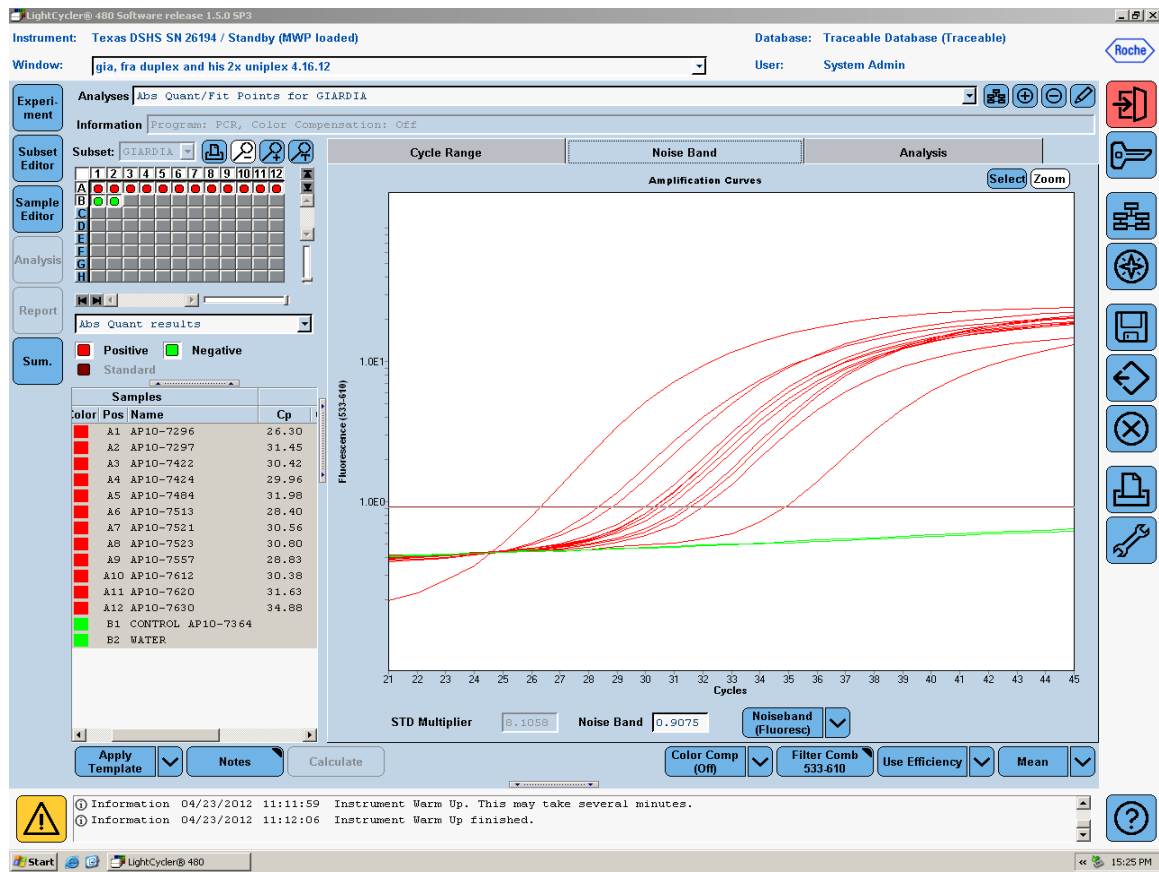 LightCycler® 480 Software release 1.5.0 SP3
Instrument: Texas DSHS SN 26194 / Standby (MWP loaded)
Database: Traceable Database (Traceable)
Roche
Window: gia, fra duplex and his 2x uniplex 4.16.12
User: System Admin
Experi-
ment
Subset
Editor
Sample
Editor
Analysis
Report
Sum.
Analyses Abs Quant/Fit Points for GIARDIA
Information Program: PCR, Color Compensation: Off
Subset: GIARDIA
1 2 3 4 5 6 7 8 9 10 11 12
A
B
C
D
E
F
G
H
Abs Quant results
Positive Negative
Standard
Samples
Color Pos Name Cp
A1 AP10-7296 26.30
A2 AP10-7297 31.45
A3 AP10-7422 30.42
A4 AP10-7424 29.96
A5 AP10-7484 31.98
A6 AP10-7513 28.40
A7 AP10-7521 30.56
A8 AP10-7523 30.80
A9 AP10-7557 28.83
A10 AP10-7612 30.38
A11 AP10-7620 31.63
A12 AP10-7630 34.88
B1 CONTROL AP10-7364
B2 WATER
Cycle Range Noise Band Analysis
Amplification Curves
Select Zoom
Fluorescence (533-610)
1.0E1
1.0E0
21 22 23 24 25 26 27 28 29 30 31 32 33 34 35 36 37 38 39 40 41 42 43 44 45
Cycles
STD Multiplier 8.1058 Noise Band 0.9075 Noiseband
(Fluoresc)
Apply
Template
Notes
Calculate
Color Comp
(Off)
Filter Comb
533-610
Use Efficiency
Mean
Information 04/23/2012 11:11:59 Instrument Warm Up. This may take several minutes.
Information 04/23/2012 11:12:06 Instrument Warm Up finished.
Start LightCycler® 480 « 15:25 PM